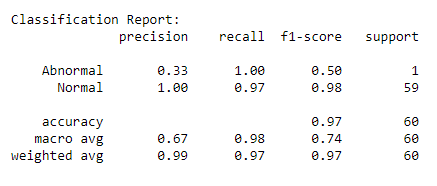 Classification Report:
precision recall f1-score support
Abnormal 0.33 1.00 0.50 1
Normal 1.00 0.97 0.98 59
accuracy 0.97 60
macro avg 0.67 0.98 0.74 60
weighted avg 0.99 0.97 0.97 60